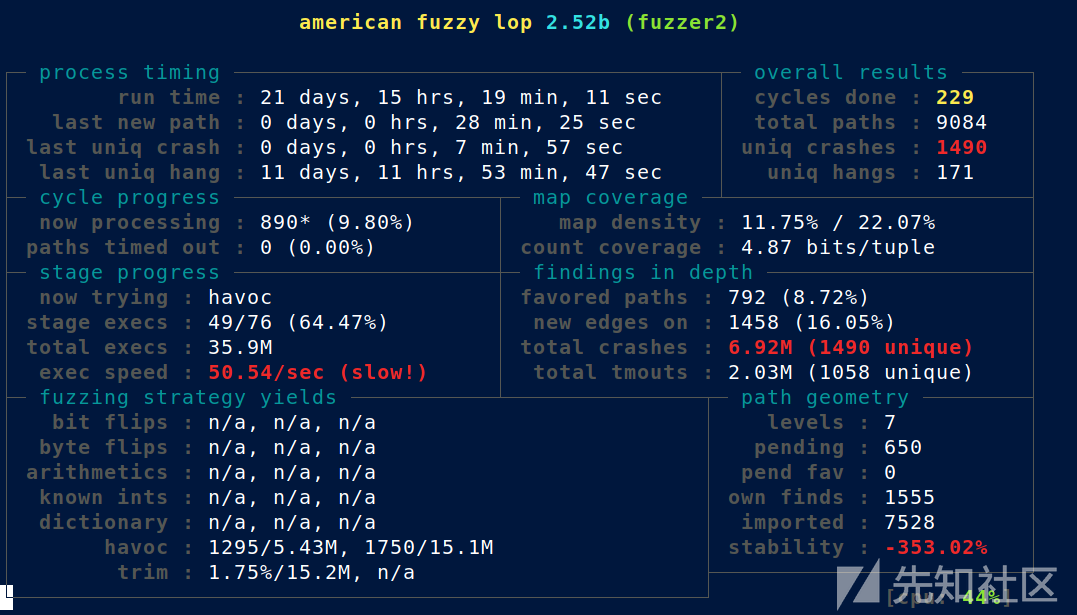 american fuzzy lop 2.52b (fuzzer2)
process timing
run time : 21 days, 15 hrs, 19 min, 11 sec
last new path : 0 days, 0 hrs, 28 min, 25 sec
last uniq crash : 0 days, 0 hrs, 7 min, 57 sec
last uniq hang : 11 days, 11 hrs, 53 min, 47 sec
overall results
cycles done : 229
total paths : 9084
uniq crashes : 1490
uniq hangs : 171
cycle progress
now processing : 890* (9.80%)
paths timed out : 0 (0.00%)
map coverage
map density : 11.75% / 22.07%
count coverage : 4.87 bits/tuple
stage progress
now trying : havoc
stage execs : 49/76 (64.47%)
total execs : 35.9M
exec speed : 50.54/sec (slow!)
findings in depth
favored paths : 792 (8.72%)
new edges on : 1458 (16.05%)
total crashes : 6.92M (1490 unique)
total tmouts : 2.03M (1058 unique)
fuzzing strategy yields
bit flips : n/a, n/a, n/a
byte flips : n/a, n/a, n/a
arithmetics : n/a, n/a, n/a
known ints : n/a, n/a, n/a
dictionary : n/a, n/a, n/a
havoc : 1295/5.43M, 1750/15.1M
trim : 1.75%/15.2M, n/a
path geometry
levels : 7
pending : 650
pend fav : 0
own finds : 1555
imported : 7528
stability : -353.02%
[cpu: 44%]
先知社区